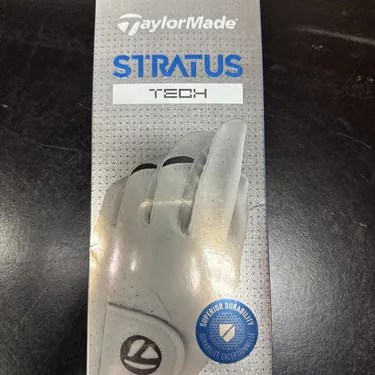 TaylorMade
STRATUS
TECH
SUPERIOR DURABILITY
DURABILITÉ EXCEPTIONNELLE